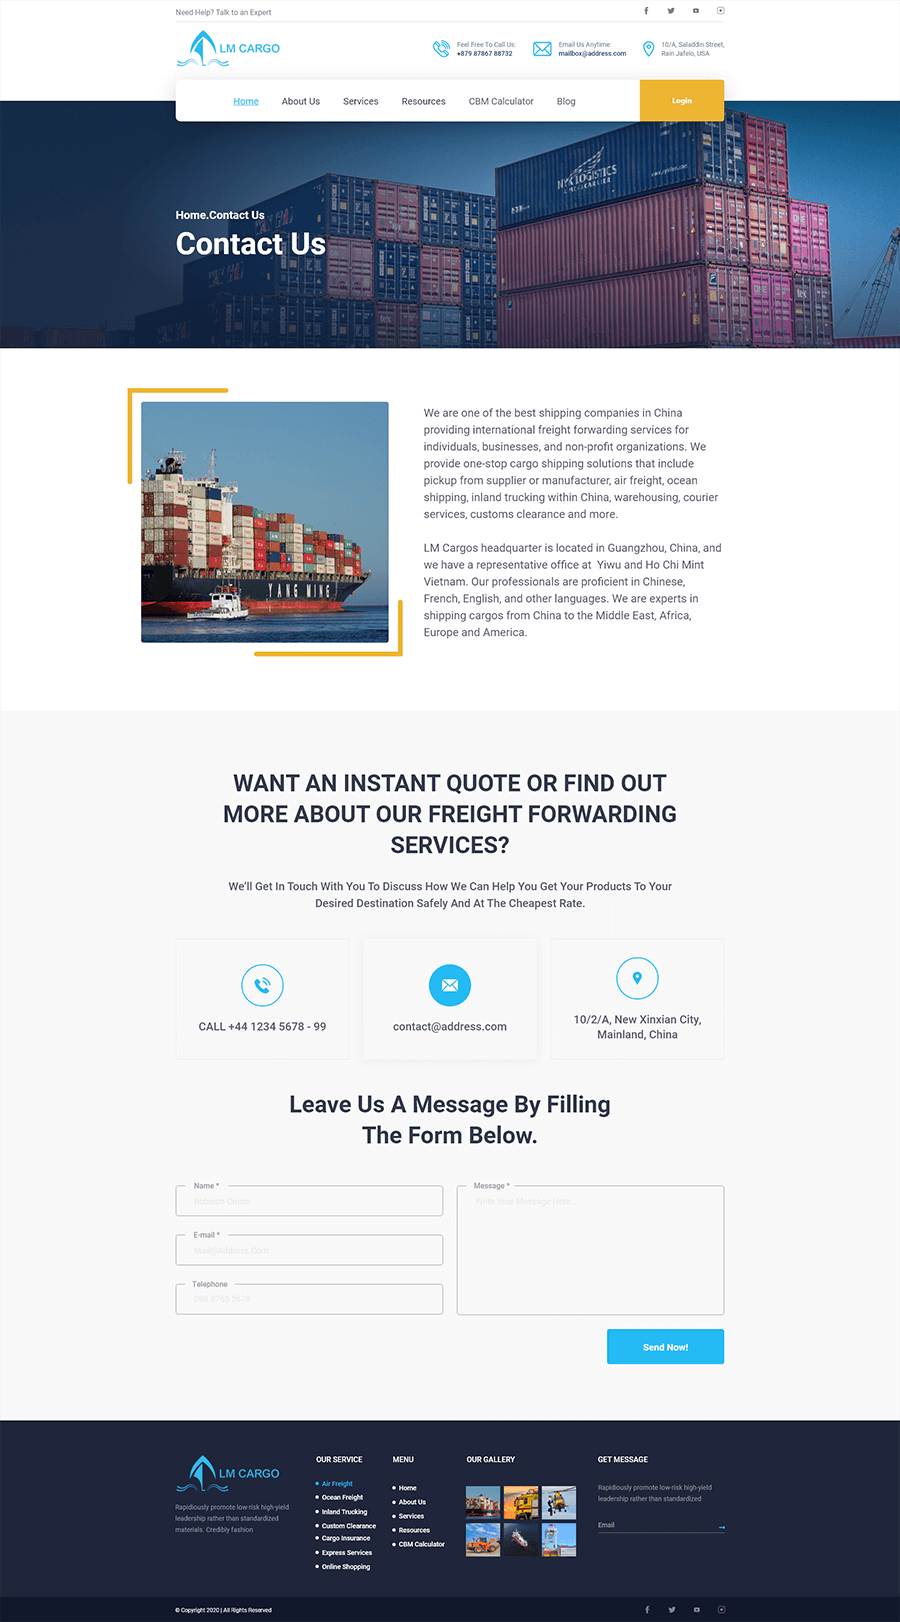 Need Help? Talk to an Expert
LM CARGO
Feel Free To Call Us:
+879 87867 88732
Email Us Anytime:
mailbox@address.com
10/A, Saladdin Street,
Rain Jafelo, USA
Home About Us Services Resources CBM Calculator Blog Login
NYK LOGISTICS
Home.Contact Us
Contact Us
We are one of the best shipping companies in China
providing international freight forwarding services for
individuals, businesses, and non-profit organizations. We
provide one-stop cargo shipping solutions that include
pickup from supplier or manufacturer, air freight, ocean
shipping, inland trucking within China, warehousing, courier
services, customs clearance and more.
LM Cargos headquarter is located in Guangzhou, China, and
we have a representative office at Yiwu and Ho Chi Mint
Vietnam. Our professionals are proficient in Chinese,
French, English, and other languages. We are experts in
shipping cargos from China to the Middle East, Africa,
Europe and America.
YANG MING
WANT AN INSTANT QUOTE OR FIND OUT
MORE ABOUT OUR FREIGHT FORWARDING
SERVICES?
We'll Get In Touch With You To Discuss How We Can Help You Get Your Products To Your
Desired Destination Safely And At The Cheapest Rate.
CALL +44 1234 5678 - 99
contact@address.com
10/2/A, New Xinxian City,
Mainland, China
Leave Us A Message By Filling
The Form Below.
Name *
Robison Cruso
E-mail *
Mail@Address.Com
Telephone
088 8765 5678
Message *
Write Your Message Here...
Send Now!
LM CARGO
Rapidiously promote low-risk high-yield
leadership rather than standardized
materials. Credibly fashion
OUR SERVICE
Air Freight
Ocean Freight
Inland Trucking
Custom Clearance
Cargo Insurance
Express Services
Online Shopping
MENU
Home
About Us
Services
Resources
CBM Calculator
OUR GALLERY
GET MESSAGE
Rapidiously promote low-risk high-yield
leadership rather than standardized
Email
© Copyright 2020 | All Rights Reserved